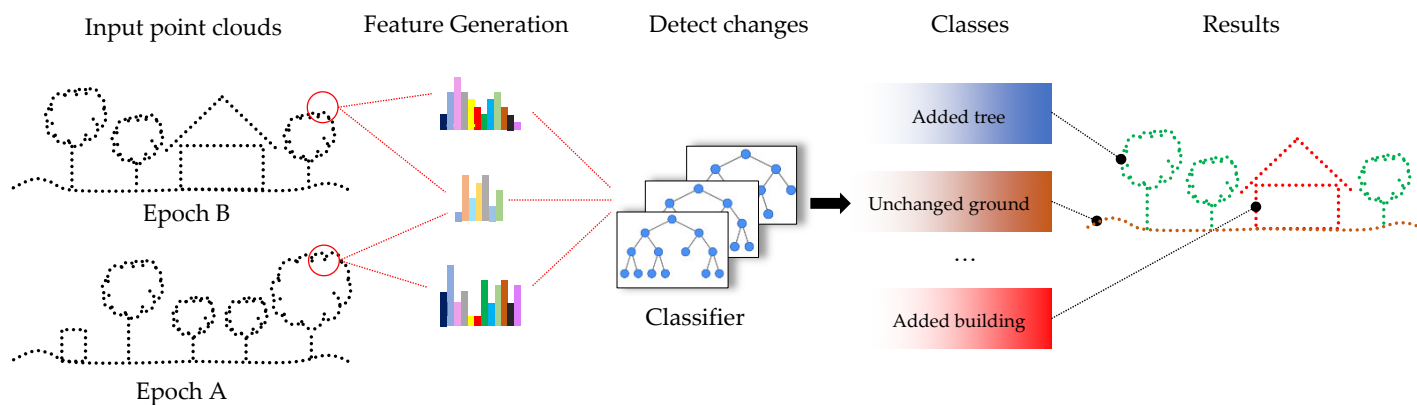 Input point clouds
Feature Generation
Detect changes
Classes
Results
Epoch B
Epoch A
Classifier
Added tree
Unchanged ground
...
Added building